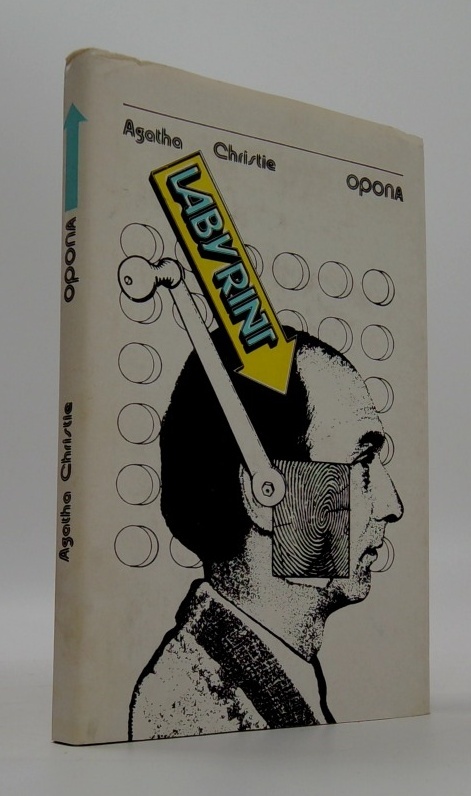 Agatha Christie
OPONA
LABYRINT
OPONA
Agatha Christie